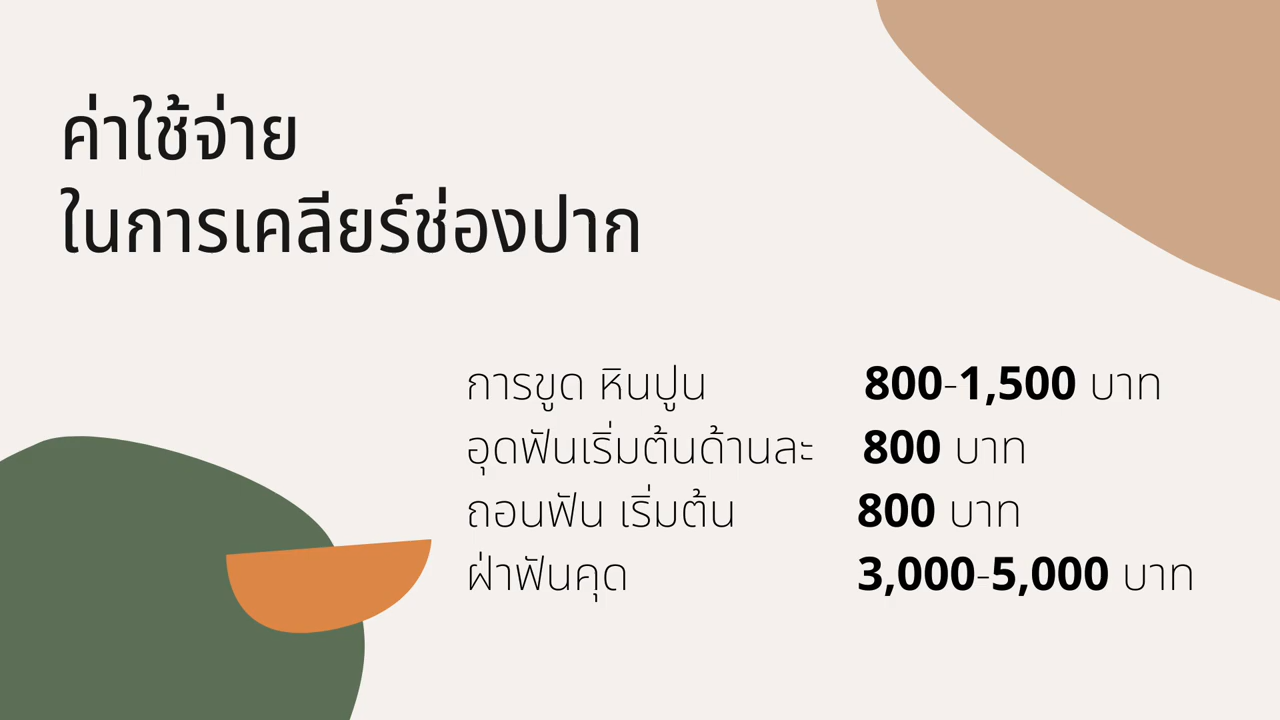 ค่าใช้จ่าย
ในการเคลียร์ช่องปาก
การขูด หินปูน 800-1,500 บาท
อุดฟันเริ่มต้นด้านละ 800 บาท
ถอนฟัน เริ่มต้น 800 บาท
ฝ่าฟันคุด 3,000-5,000 บาท